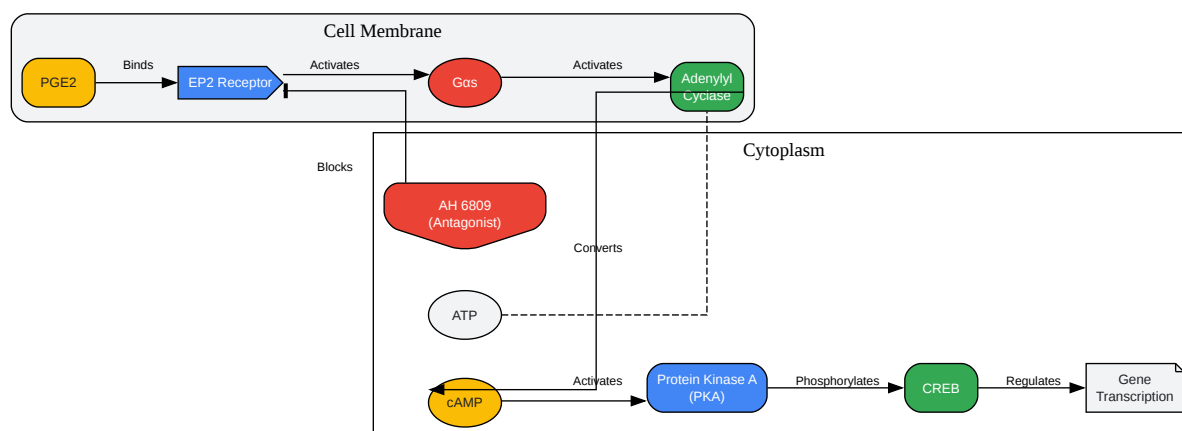 Cell Membrane
PGE2
Binds
EP2 Receptor
Activates
Gαs
Activates
Adenylyl
Cyclase
Cytoplasm
Blocks
AH 6809
(Antagonist)
Converts
ATP
cAMP
Activates
Protein Kinase A
(PKA)
Phosphorylates
CREB
Regulates
Gene
Transcription